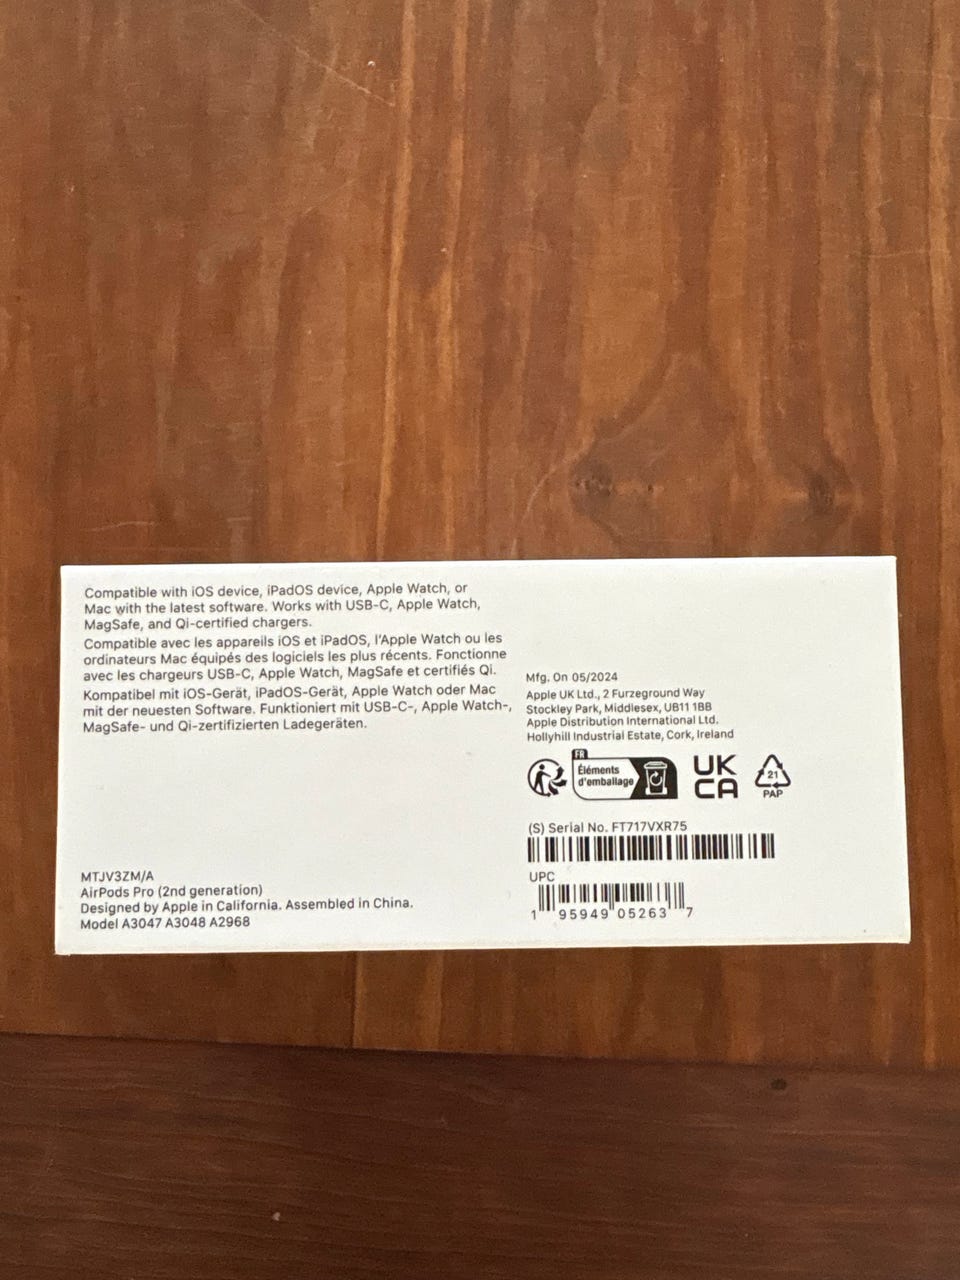 Compatible with iOS device, iPadOS device, Apple Watch, or
Mac with the latest software. Works with USB-C, Apple Watch,
MagSafe, and Qi-certified chargers.
Compatible avec les appareils iOS et iPadOS, l'Apple Watch ou les
ordinateurs Mac équipés des logiciels les plus récents. Fonctionne
avec les chargeurs USB-C, Apple Watch, MagSafe et certifiés Qi.
Kompatibel mit iOS-Gerät, iPadOS-Gerät, Apple Watch oder Mac
mit der neuesten Software. Funktioniert mit USB-C-, Apple Watch-,
MagSafe- und Qi-zertifizierten Ladegeräten.
MTJV3ZM/A
AirPods Pro (2nd generation)
Designed by Apple in California. Assembled in China.
Model A3047 A3048 A2968
Mfg. On 05/2024
Apple UK Ltd., 2 Furzeground Way
Stockley Park, Middlesex, UB11 1BB
Apple Distribution International Ltd.
Hollyhill Industrial Estate, Cork, Ireland
FR
Éléments
d'emballage
UK
CA
21
PAP
(S) Serial No. FT717VXR75
UPC
1 95949 05263 7